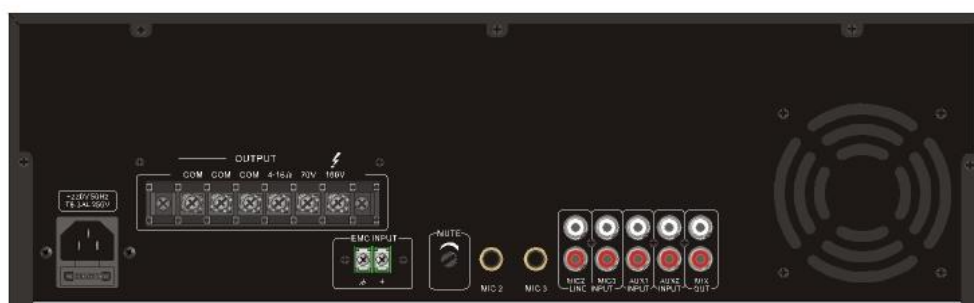 OUTPUT
COM COM COM 4-16Ω 70V 100V
~220V/50Hz
EMC INPUT
+
MUTE
MIC 2
MIC 3
MIC2 MIC3 AUX1 AUX2 MIX
LINE INPUT INPUT INPUT OUT